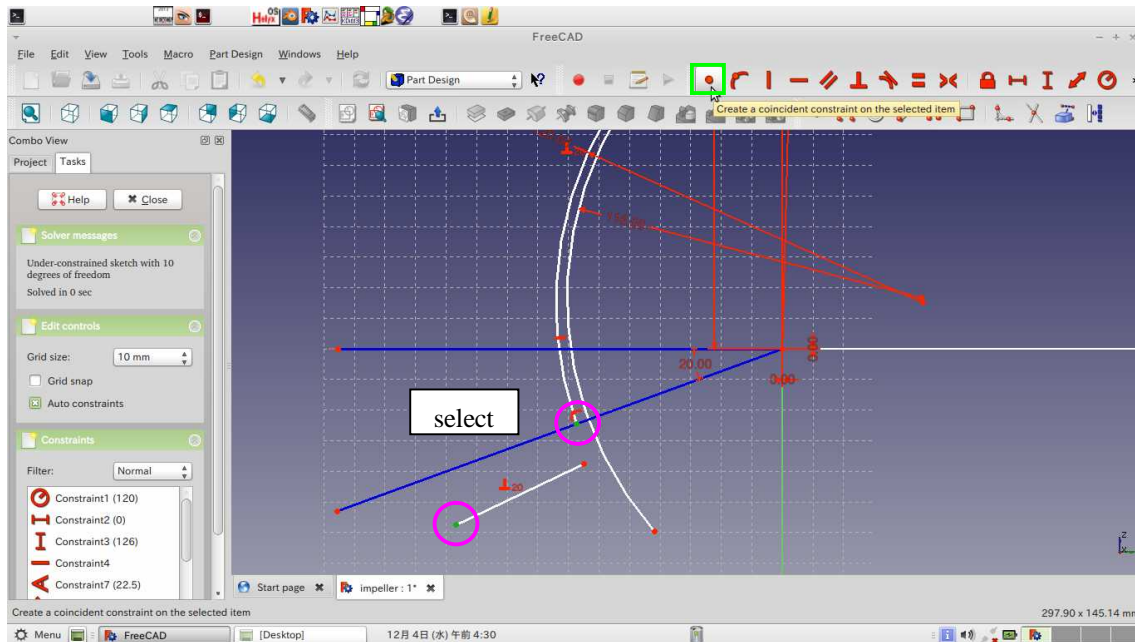 FreeCAD
File Edit View Tools Macro Part Design Windows Help
Part Design
Create a coincident constraint on the selected item
Combo View
Project Tasks
Help Close
Solver messages
Under-constrained sketch with 10
degrees of freedom
Solved in 0 sec
Edit controls
Grid size: 10 mm
Grid snap
Auto constraints
Constraints
Filter: Normal
Constraint1 (120)
Constraint2 (0)
Constraint3 (126)
Constraint4
Constraint7 (22.5)
20.00
0.00
0.00
select
20
Start page impeller : 1*
Create a coincident constraint on the selected item
297.90 x 145.14 mm
Menu FreeCAD [Desktop] 12月 4日 (水) 午前 4:30